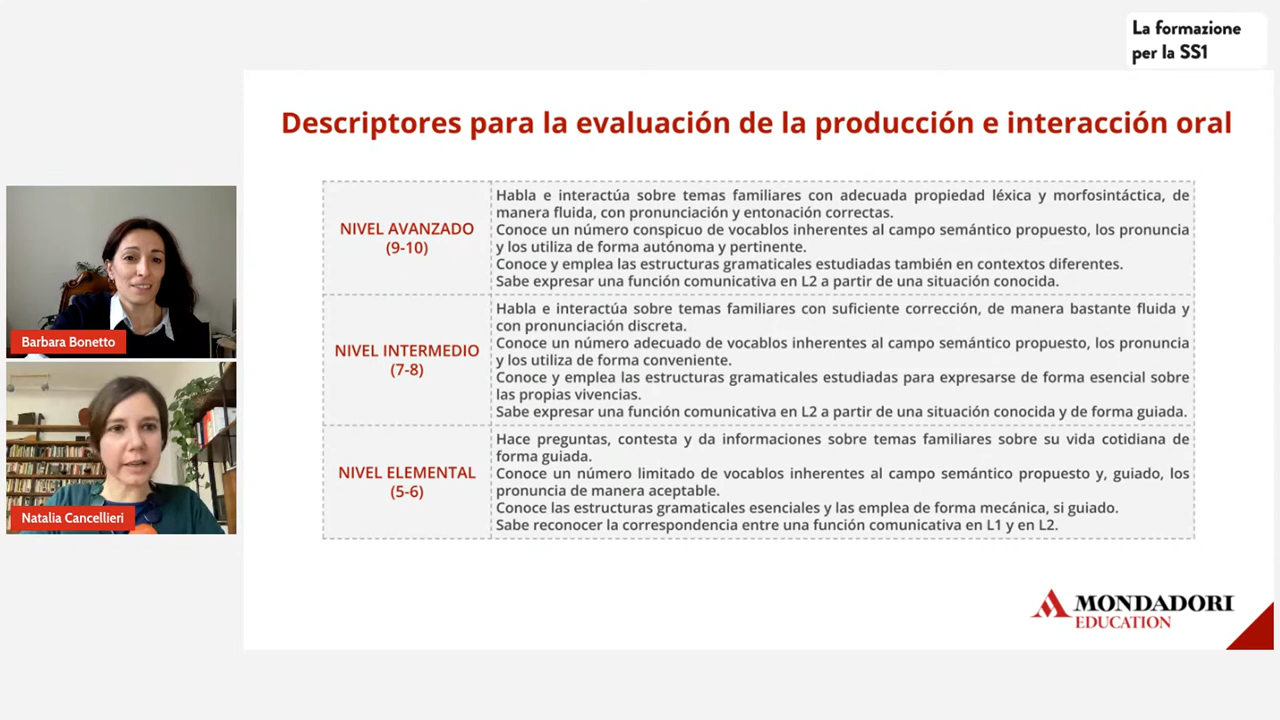 La formazione
per la SS1
Descriptores para la evaluación de la producción e interacción oral
NIVEL AVANZADO
(9-10)
Habla e interactúa sobre temas familiares con adecuada propiedad léxica y morfosintáctica, de
manera fluida, con pronunciación y entonación correctas.
Conoce un número conspicuo de vocablos inherentes al campo semántico propuesto, los pronuncia
y los utiliza de forma autónoma y pertinente.
Conoce y emplea las estructuras gramaticales estudiadas también en contextos diferentes.
Sabe expresar una función comunicativa en L2 a partir de una situación conocida.
NIVEL INTERMEDIO
(7-8)
Habla e interactúa sobre temas familiares con suficiente corrección, de manera bastante fluida y
con pronunciación discreta.
Conoce un número adecuado de vocablos inherentes al campo semántico propuesto, los pronuncia
y los utiliza de forma conveniente.
Conoce y emplea las estructuras gramaticales estudiadas para expresarse de forma esencial sobre
las propias vivencias.
Sabe expresar una función comunicativa en L2 a partir de una situación conocida y de forma guiada.
NIVEL ELEMENTAL
(5-6)
Hace preguntas, contesta y da informaciones sobre temas familiares sobre su vida cotidiana de
forma guiada.
Conoce un número limitado de vocablos inherentes al campo semántico propuesto y, guiado, los
pronuncia de manera aceptable.
Conoce las estructuras gramaticales esenciales y las emplea de forma mecánica, si guiado.
Sabe reconocer la correspondencia entre una función comunicativa en L1 y en L2.
Barbara Bonetto
Natalia Cancellieri
MONDADORI
EDUCATION